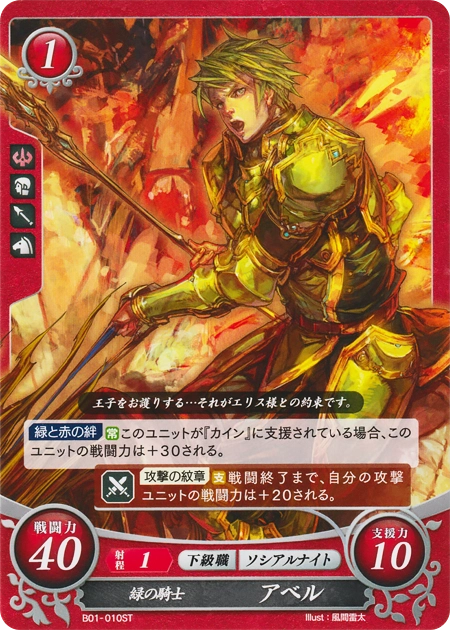 1
王子をお護りする…それがエリス様との約束です。
緑と赤の絆 常このユニットが『カイン』に支援されている場合、この
ユニットの戦闘力は＋30される。
攻撃の紋章 支戦闘終了まで、自分の攻撃
ユニットの戦闘力は＋20される。
戦闘力
40
射程 1 下級職 ソシアルナイト
支援力
10
緑の騎士 アベル
B01-010ST Illust：風間雷太